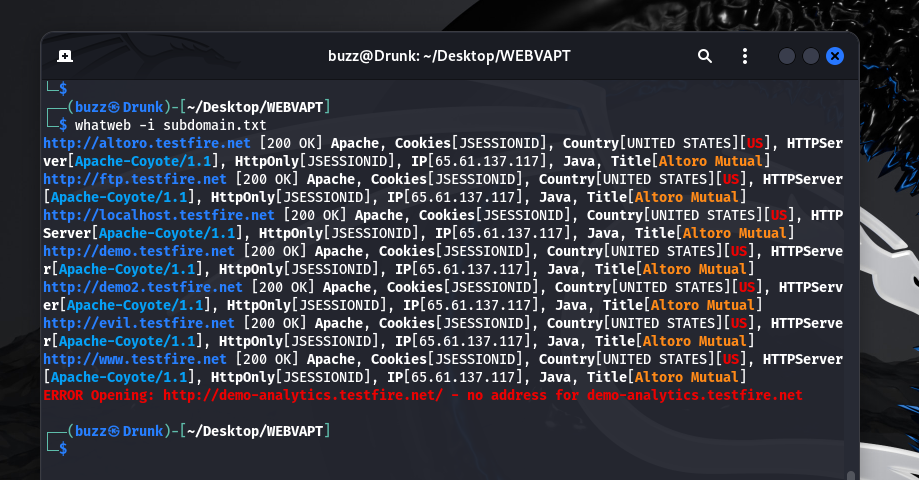 buzz@Drunk: ~/Desktop/WEBVAPT
└─$
┌──(buzz㉿Drunk)-[~/Desktop/WEBVAPT]
└─$ whatweb -i subdomain.txt
http://altoro.testfire.net [200 OK] Apache, Cookies[JSESSIONID], Country[UNITED STATES][US], HTTPSer
ver[Apache-Coyote/1.1], HttpOnly[JSESSIONID], IP[65.61.137.117], Java, Title[Altoro Mutual]
http://ftp.testfire.net [200 OK] Apache, Cookies[JSESSIONID], Country[UNITED STATES][US], HTTPServer
[Apache-Coyote/1.1], HttpOnly[JSESSIONID], IP[65.61.137.117], Java, Title[Altoro Mutual]
http://localhost.testfire.net [200 OK] Apache, Cookies[JSESSIONID], Country[UNITED STATES][US], HTTP
Server[Apache-Coyote/1.1], HttpOnly[JSESSIONID], IP[65.61.137.117], Java, Title[Altoro Mutual]
http://demo.testfire.net [200 OK] Apache, Cookies[JSESSIONID], Country[UNITED STATES][US], HTTPServe
r[Apache-Coyote/1.1], HttpOnly[JSESSIONID], IP[65.61.137.117], Java, Title[Altoro Mutual]
http://demo2.testfire.net [200 OK] Apache, Cookies[JSESSIONID], Country[UNITED STATES][US], HTTPServ
er[Apache-Coyote/1.1], HttpOnly[JSESSIONID], IP[65.61.137.117], Java, Title[Altoro Mutual]
http://evil.testfire.net [200 OK] Apache, Cookies[JSESSIONID], Country[UNITED STATES][US], HTTPServe
r[Apache-Coyote/1.1], HttpOnly[JSESSIONID], IP[65.61.137.117], Java, Title[Altoro Mutual]
http://www.testfire.net [200 OK] Apache, Cookies[JSESSIONID], Country[UNITED STATES][US], HTTPServer
[Apache-Coyote/1.1], HttpOnly[JSESSIONID], IP[65.61.137.117], Java, Title[Altoro Mutual]
ERROR Opening: http://demo-analytics.testfire.net/ - no address for demo-analytics.testfire.net
┌──(buzz㉿Drunk)-[~/Desktop/WEBVAPT]
└─$